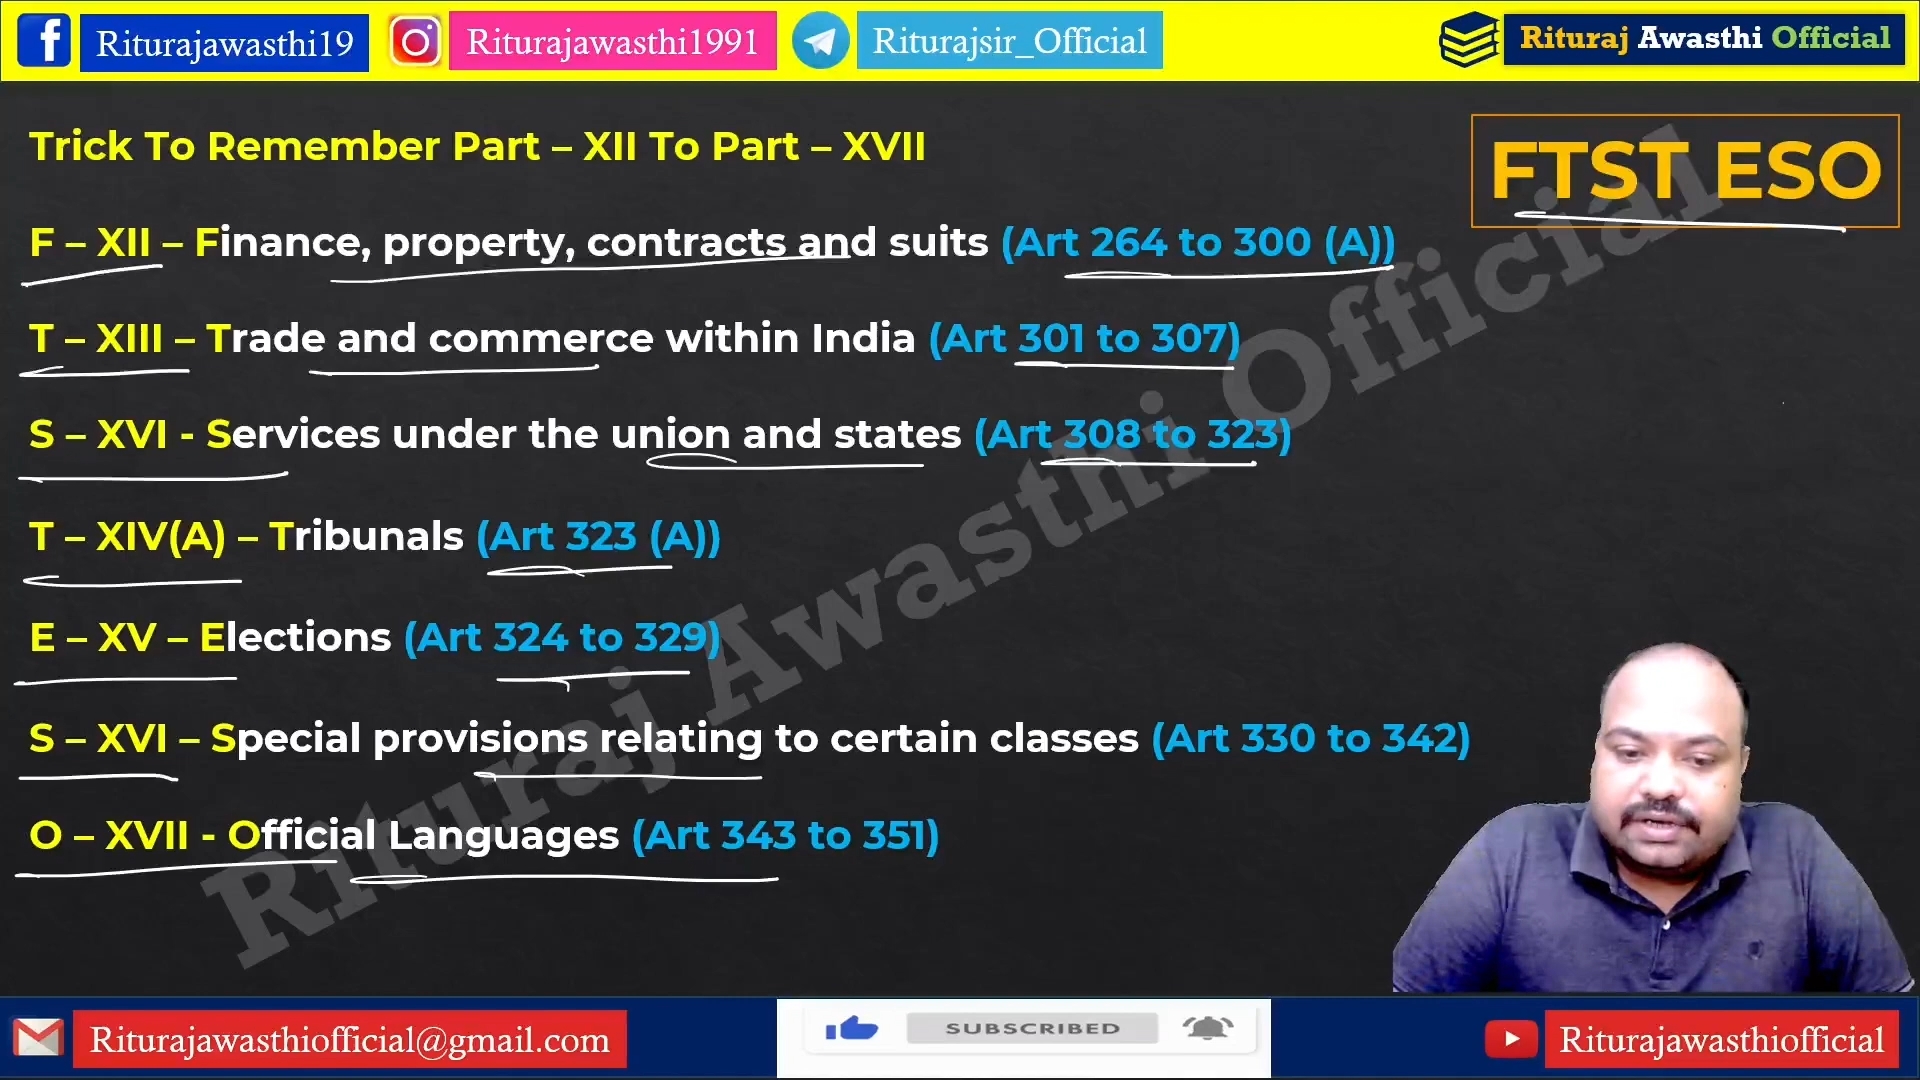 Riturajawasthi19
Riturajawasthi1991
Riturajsir_Official
Rituraj Awasthi Official
Trick To Remember Part – XII To Part – XVII
FTST ESO
F – XII – Finance, property, contracts and suits (Art 264 to 300 (A))
T – XIII – Trade and commerce within India (Art 301 to 307)
S – XVI - Services under the union and states (Art 308 to 323)
T – XIV(A) – Tribunals (Art 323 (A))
E – XV – Elections (Art 324 to 329)
S – XVI – Special provisions relating to certain classes (Art 330 to 342)
O – XVII - Official Languages (Art 343 to 351)
Rituraj Awasthi Official
Riturajawasthiofficial@gmail.com
SUBSCRIBED
Riturajawasthiofficial